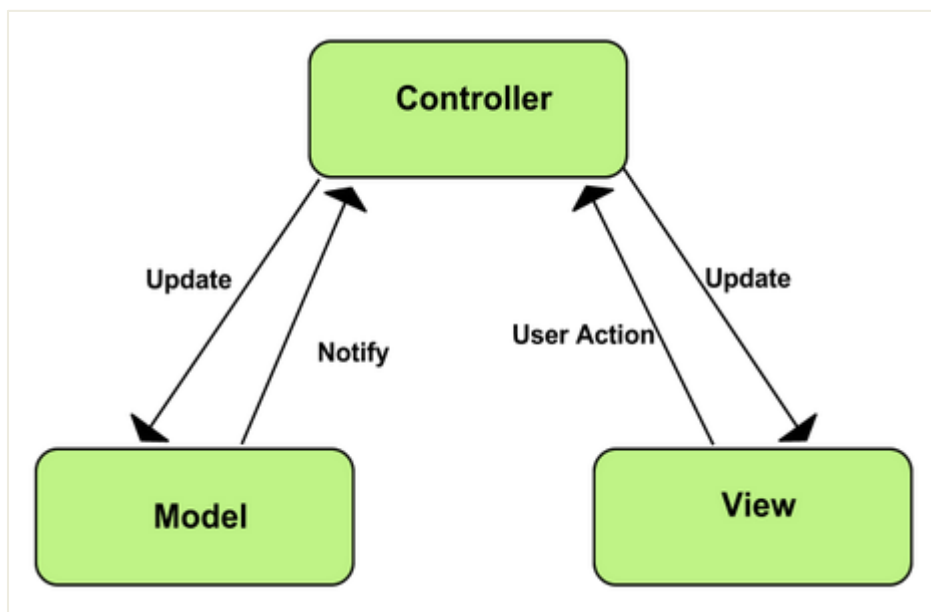 Controller
Update
Update
User Action
Notify
Model
View